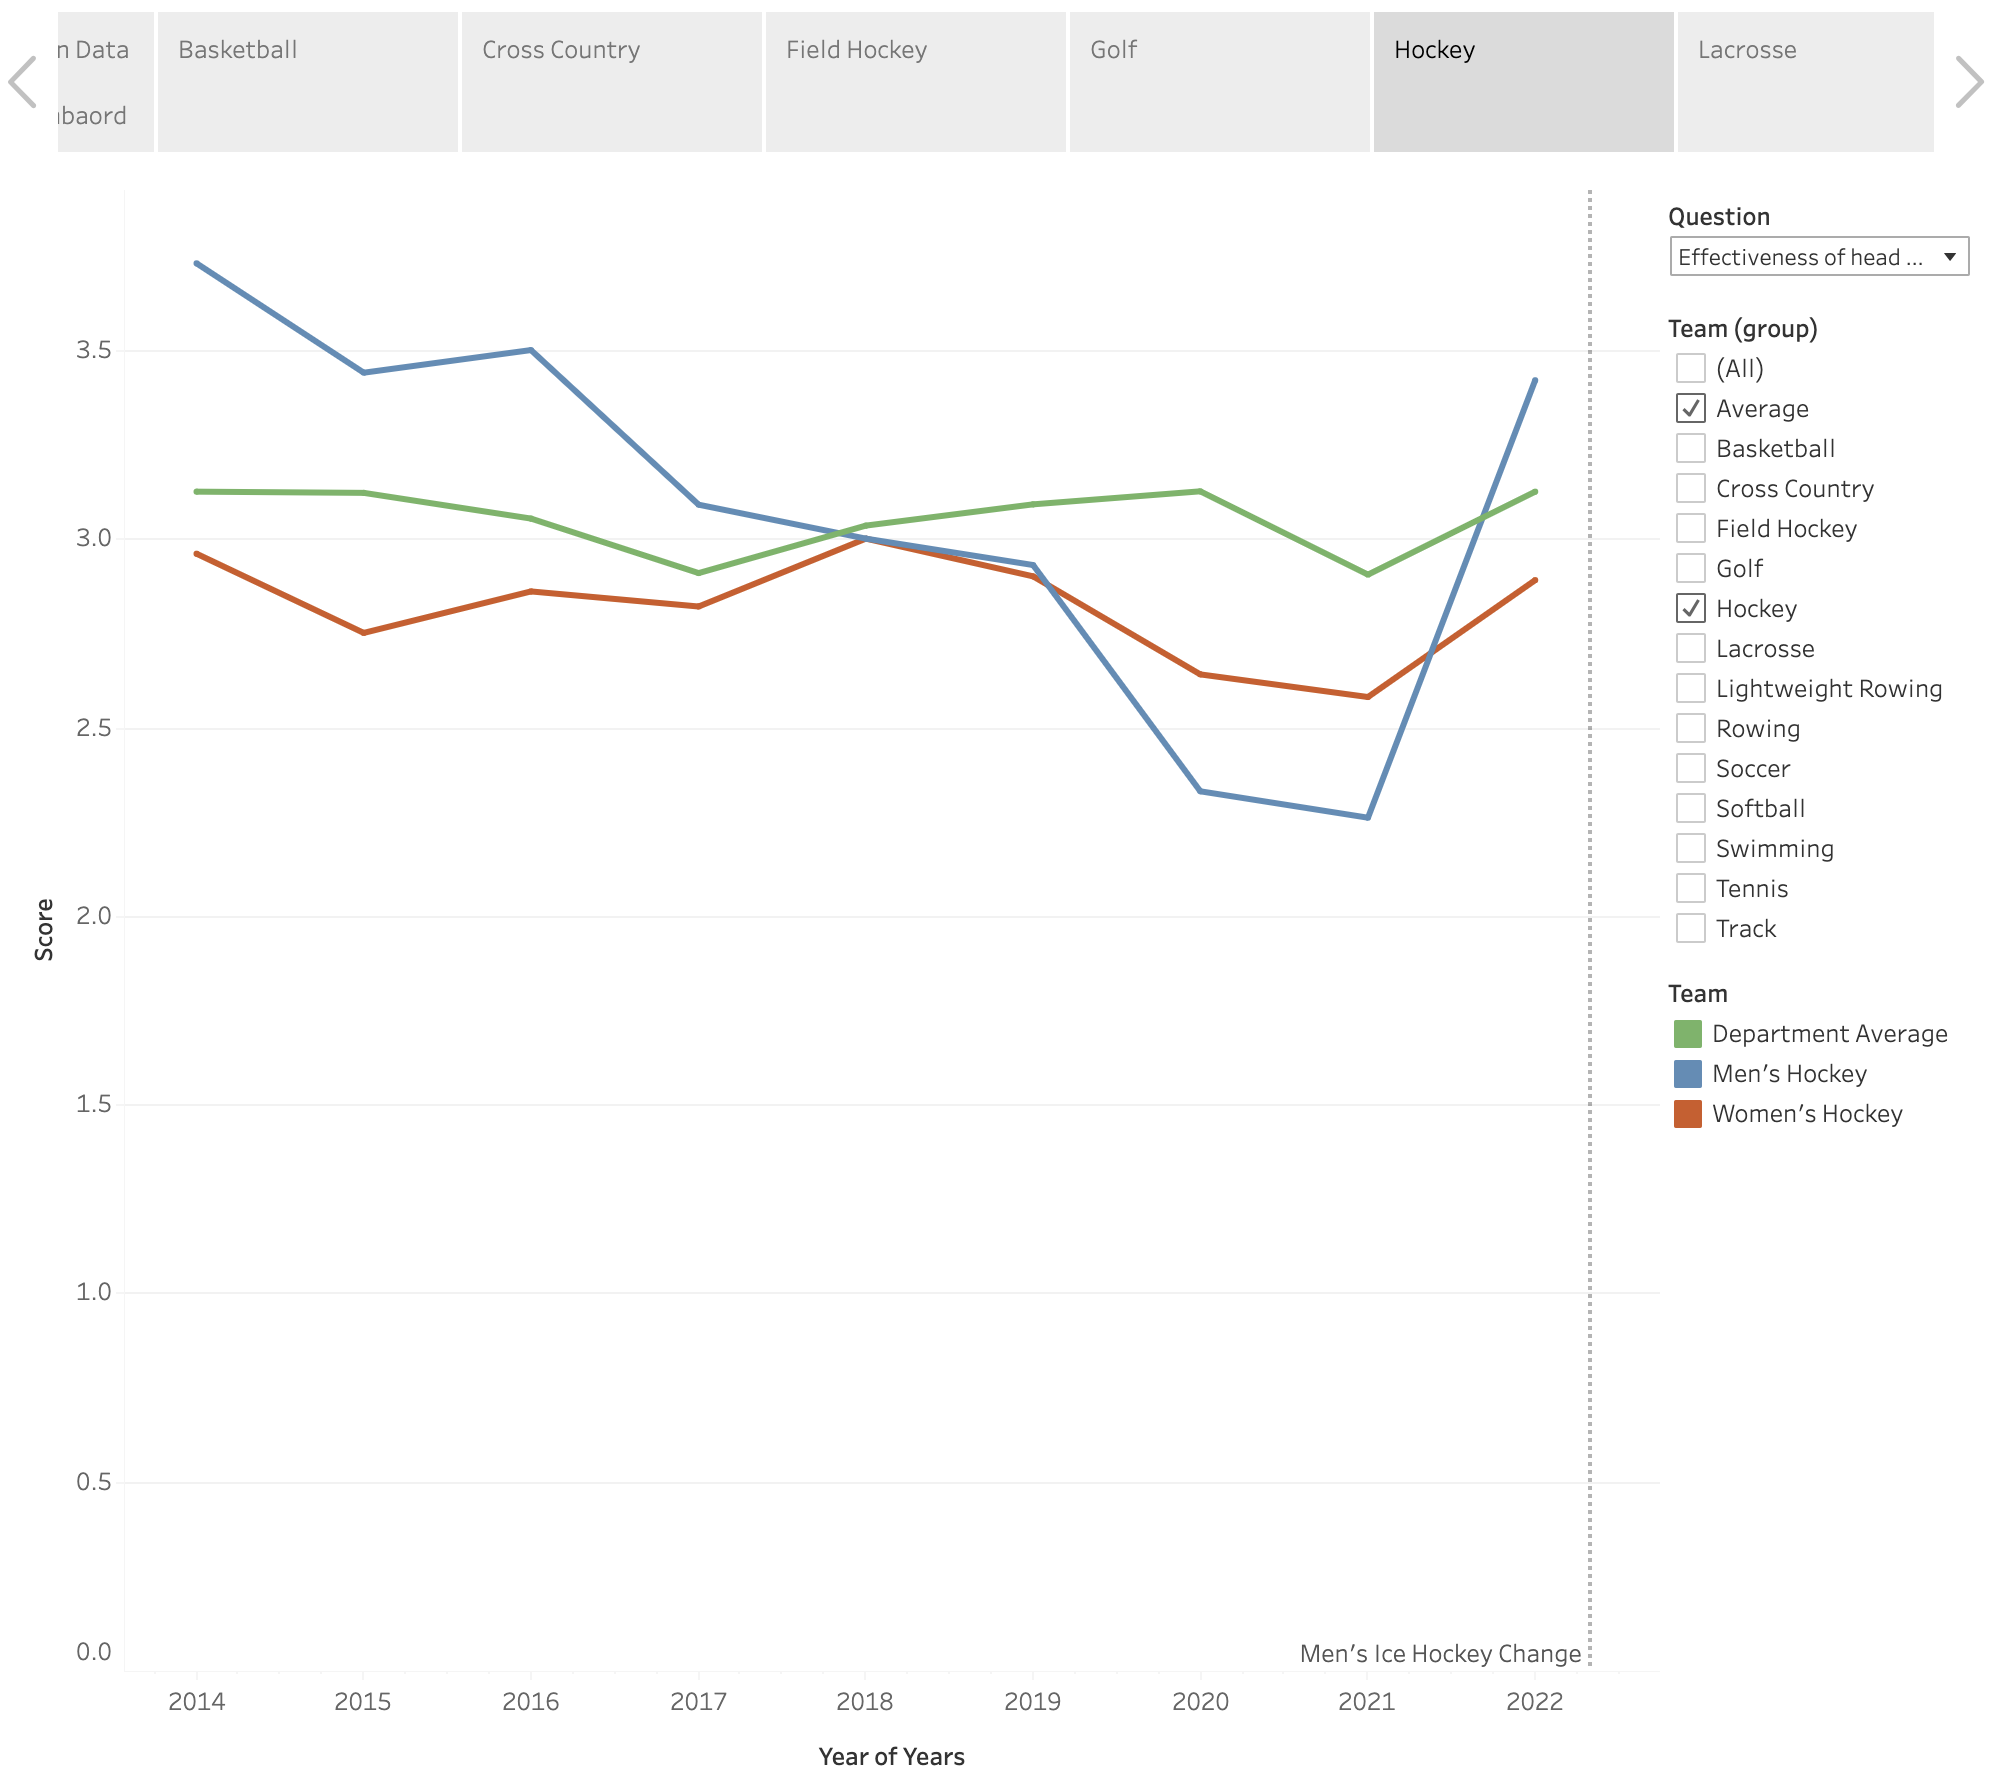 n Data
Basketball
Cross Country
Field Hockey
Golf
Hockey
Lacrosse
baord
Question
Effectiveness of head ...
Team (group)
(All)
Average
Basketball
Cross Country
Field Hockey
Golf
Hockey
Lacrosse
Lightweight Rowing
Rowing
Soccer
Softball
Swimming
Tennis
Track
Team
Department Average
Men's Hockey
Women's Hockey
Score
3.5
3.0
2.5
2.0
1.5
1.0
0.5
0.0
Men's Ice Hockey Change
2014
2015
2016
2017
2018
2019
2020
2021
2022
Year of Years